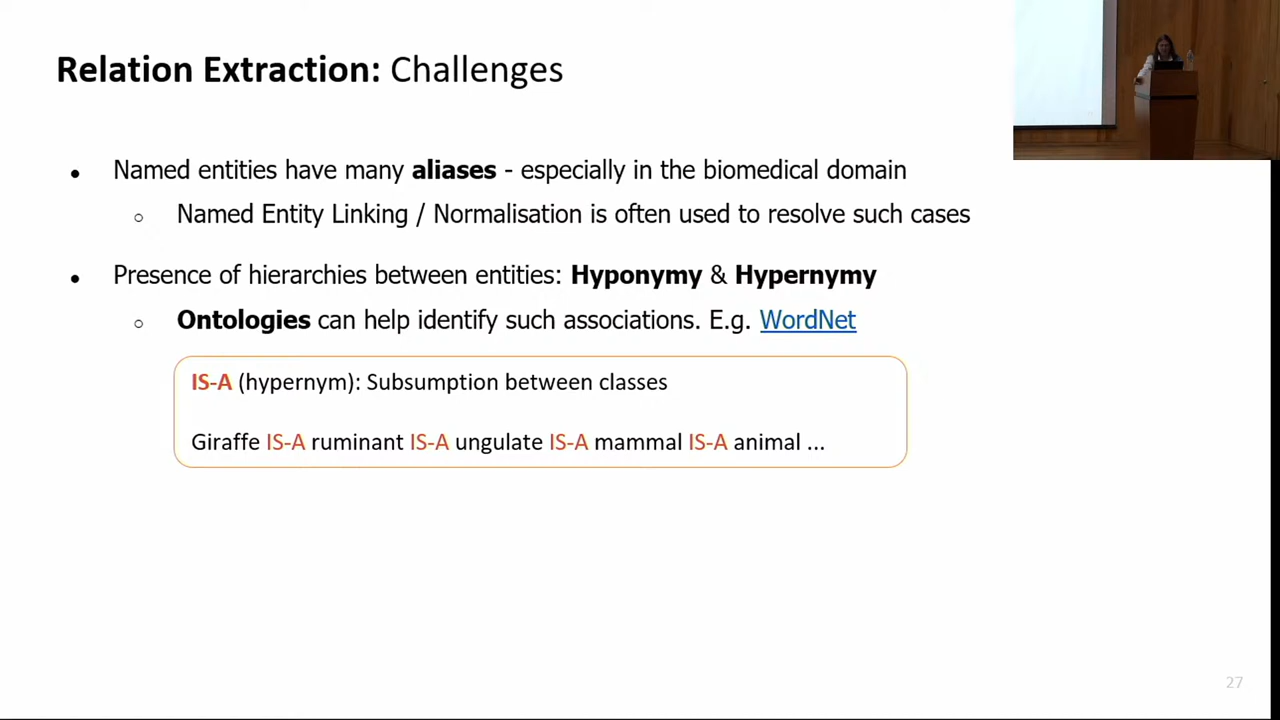 Relation Extraction: Challenges
● Named entities have many aliases - especially in the biomedical domain
○ Named Entity Linking / Normalisation is often used to resolve such cases
● Presence of hierarchies between entities: Hyponymy & Hypernymy
○ Ontologies can help identify such associations. E.g. WordNet
IS-A (hypernym): Subsumption between classes
Giraffe IS-A ruminant IS-A ungulate IS-A mammal IS-A animal ...
27